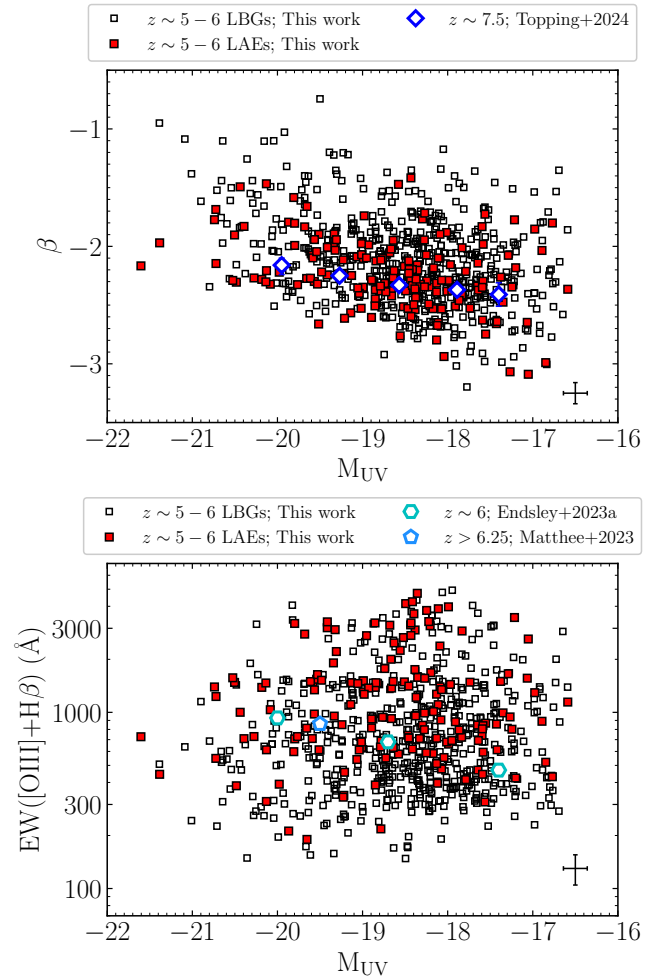 z ∼ 5 − 6 LBGs; This work
z ∼ 5 − 6 LAEs; This work
z ∼ 7.5; Topping+2024
−1
−2
−3
β
−22 −21 −20 −19 −18 −17 −16
M_UV
z ∼ 5 − 6 LBGs; This work
z ∼ 5 − 6 LAEs; This work
z ∼ 6; Endsley+2023a
z > 6.25; Matthee+2023
3000
1000
300
100
EW([OIII]+Hβ) (Å)
−22 −21 −20 −19 −18 −17 −16
M_UV